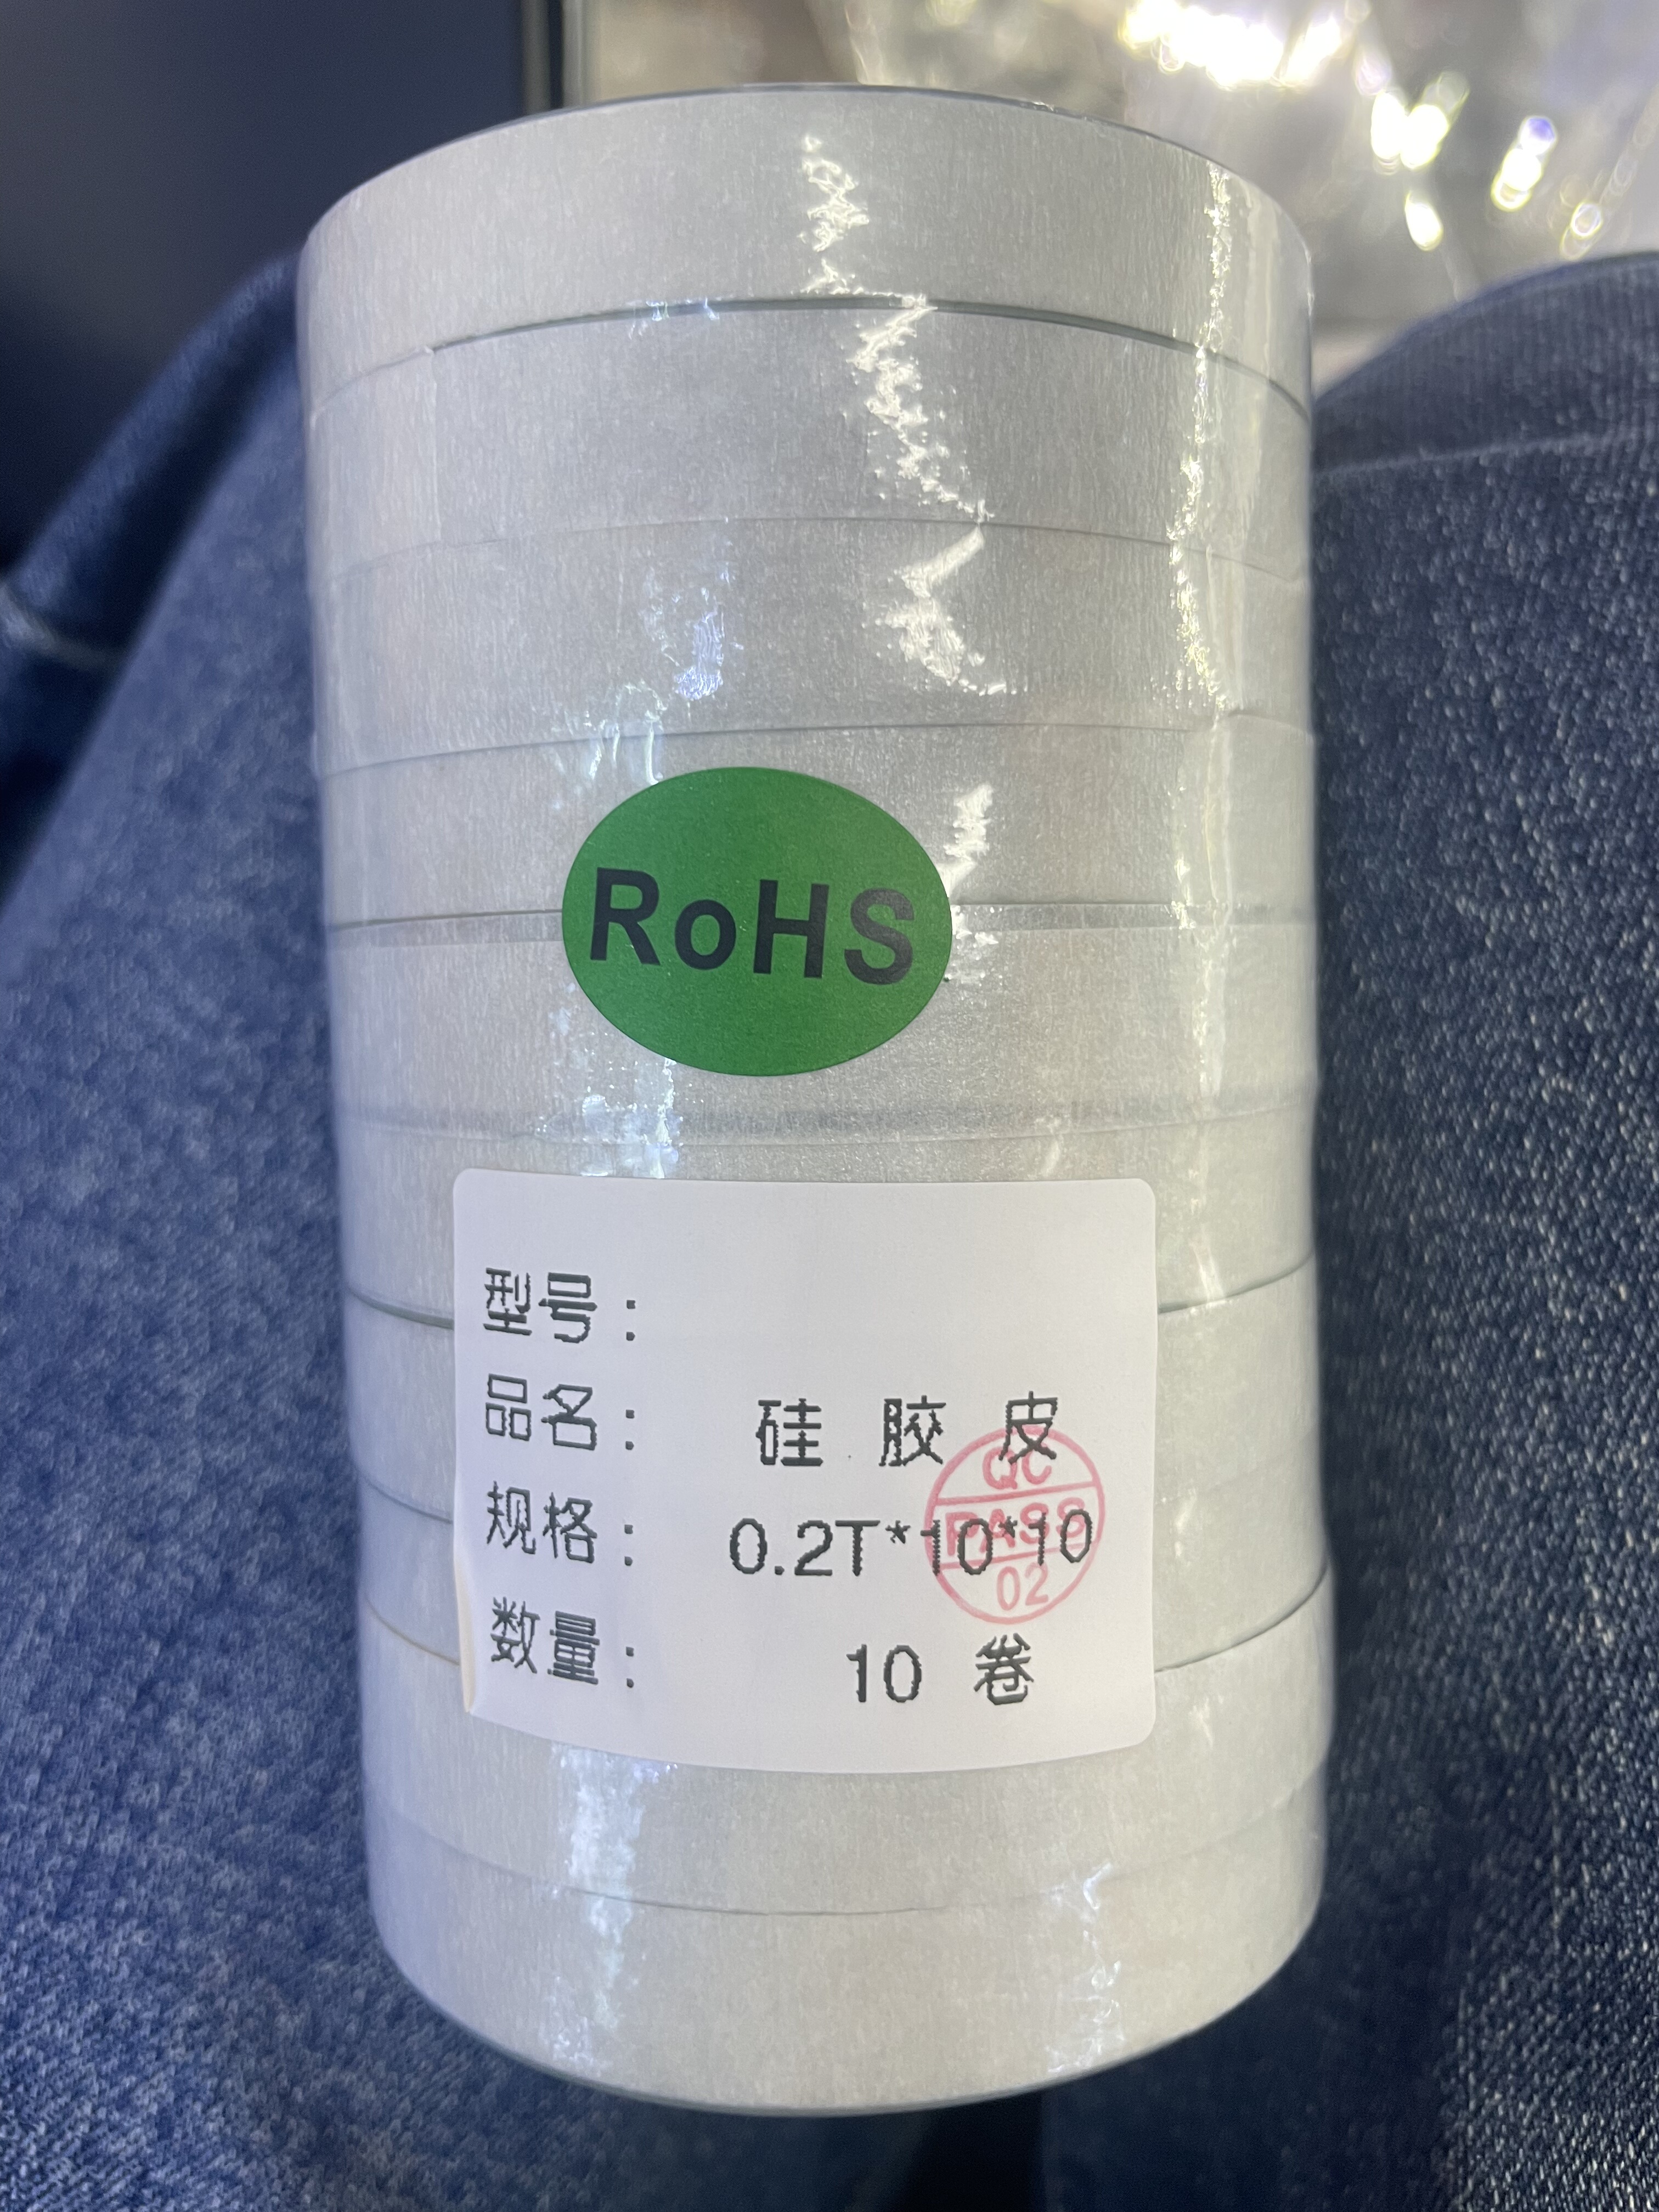 RoHS
型号：
品名： 硅 胶 皮
规格： 0.2T*10*10
数量： 10 卷
QC
PASS
02